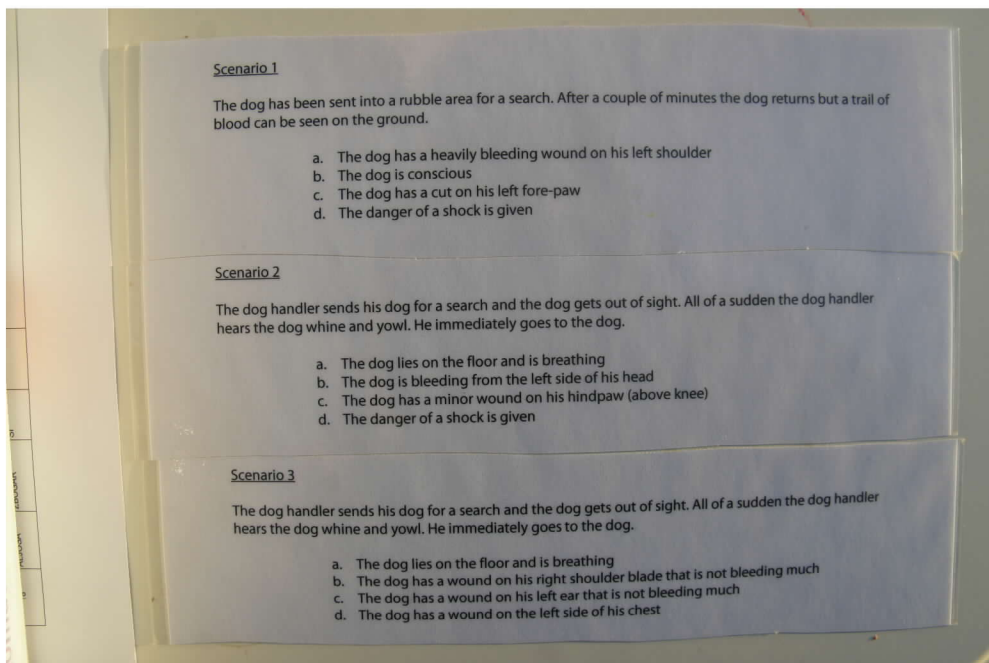 Scenario 1
The dog has been sent into a rubble area for a search. After a couple of minutes the dog returns but a trail of
blood can be seen on the ground.
a. The dog has a heavily bleeding wound on his left shoulder
b. The dog is conscious
c. The dog has a cut on his left fore-paw
d. The danger of a shock is given
Scenario 2
The dog handler sends his dog for a search and the dog gets out of sight. All of a sudden the dog handler
hears the dog whine and yowl. He immediately goes to the dog.
a. The dog lies on the floor and is breathing
b. The dog is bleeding from the left side of his head
c. The dog has a minor wound on his hindpaw (above knee)
d. The danger of a shock is given
Scenario 3
The dog handler sends his dog for a search and the dog gets out of sight. All of a sudden the dog handler
hears the dog whine and yowl. He immediately goes to the dog.
a. The dog lies on the floor and is breathing
b. The dog has a wound on his right shoulder blade that is not bleeding much
c. The dog has a wound on his left ear that is not bleeding much
d. The dog has a wound on the left side of his chest